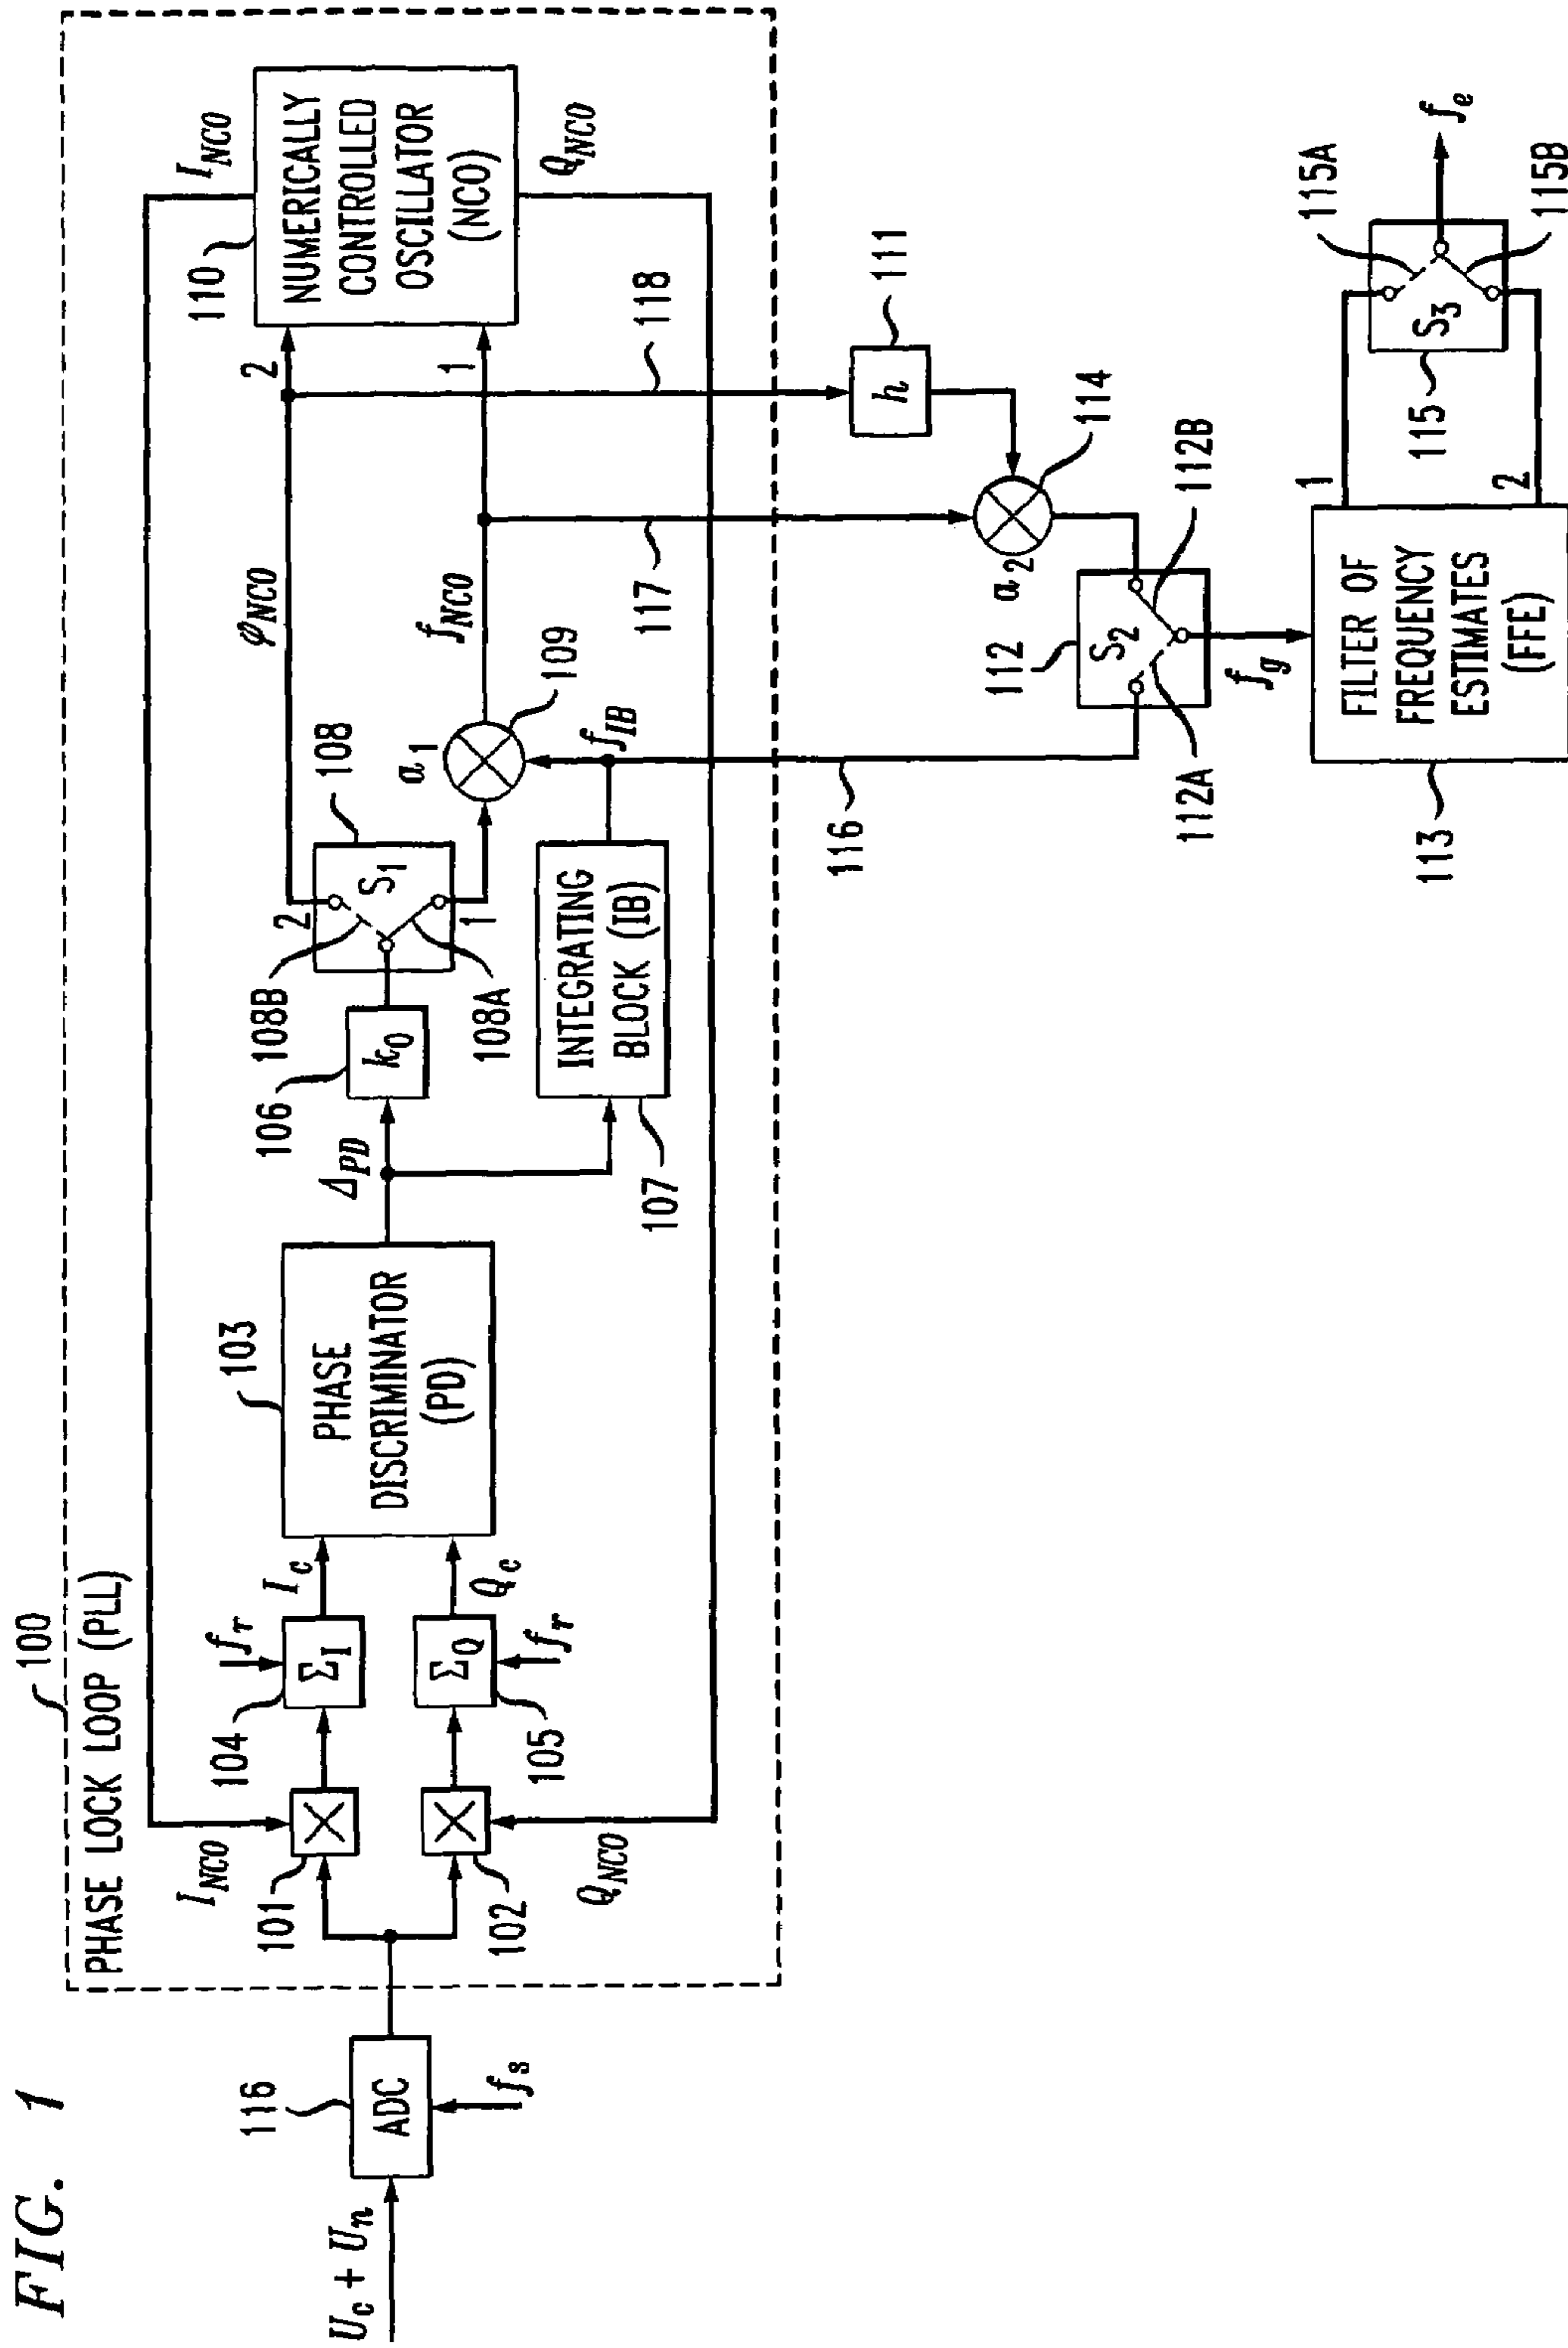 FIG. 1
100
PHASE LOCK LOOP (PLL)
U_c + U_n
116
ADC
f_s
I_NCO
101
102
Q_NCO
f_r
104
Σ_I
I_c
Σ_Q
Q_c
f_r
105
103
PHASE
DISCRIMINATOR
(PD)
Δ_PD
106
k_0
108B
108A
2
S_1
1
108
INTEGRATING
BLOCK (IB)
107
a_1
109
f_IB
φ_NCO
f_NCO
2
1
110
NUMERICALLY
CONTROLLED
OSCILLATOR
(NCO)
I_NCO
Q_NCO
116
117
118
h
111
a_2
114
112
S_2
112A
112B
f_g
FILTER OF
FREQUENCY
ESTIMATES
(FFE)
113
1
2
115
S_3
115A
115B
f_e